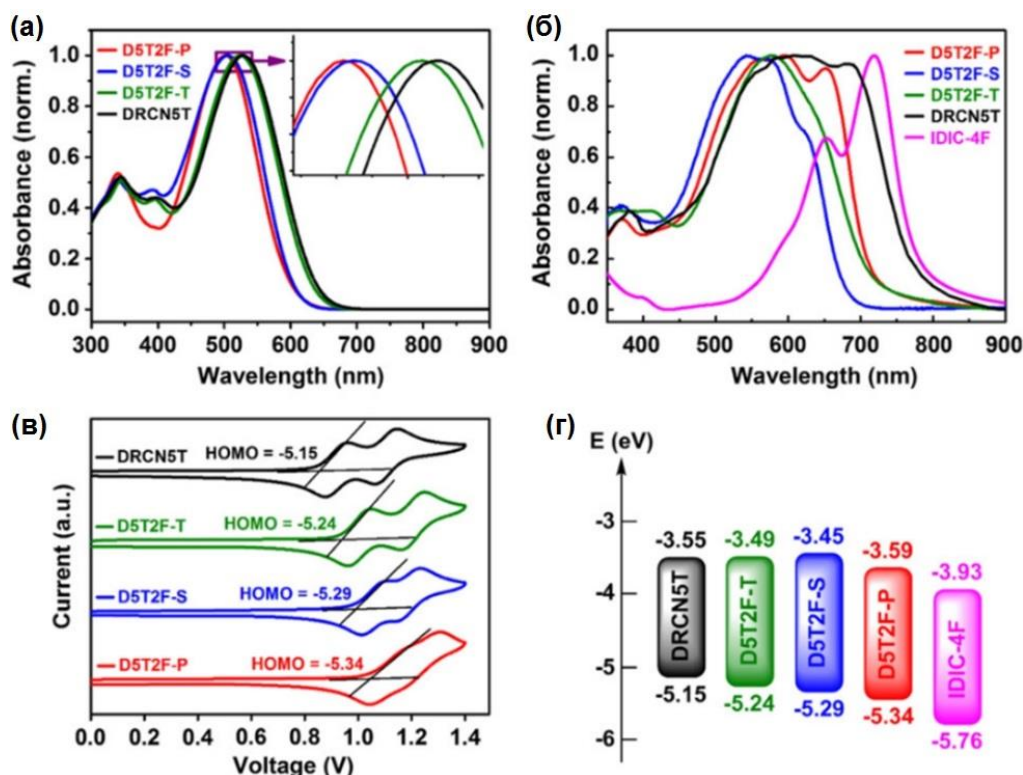 (а)
D5T2F-P
D5T2F-S
D5T2F-T
DRCN5T
Absorbance (norm.)
1.0
0.8
0.6
0.4
0.2
0.0
300 400 500 600 700 800 900
Wavelength (nm)
(б)
D5T2F-P
D5T2F-S
D5T2F-T
DRCN5T
IDIC-4F
Absorbance (norm.)
1.0
0.8
0.6
0.4
0.2
0.0
400 500 600 700 800 900
Wavelength (nm)
(в)
DRCN5T HOMO = -5.15
D5T2F-T HOMO = -5.24
D5T2F-S HOMO = -5.29
D5T2F-P HOMO = -5.34
Current (a.u.)
0.0 0.2 0.4 0.6 0.8 1.0 1.2 1.4
Voltage (V)
(г)
E (eV)
-3
-4
-5
-6
-3.55
DRCN5T
-5.15
-3.49
D5T2F-T
-5.24
-3.45
D5T2F-S
-5.29
-3.59
D5T2F-P
-5.34
-3.93
IDIC-4F
-5.76